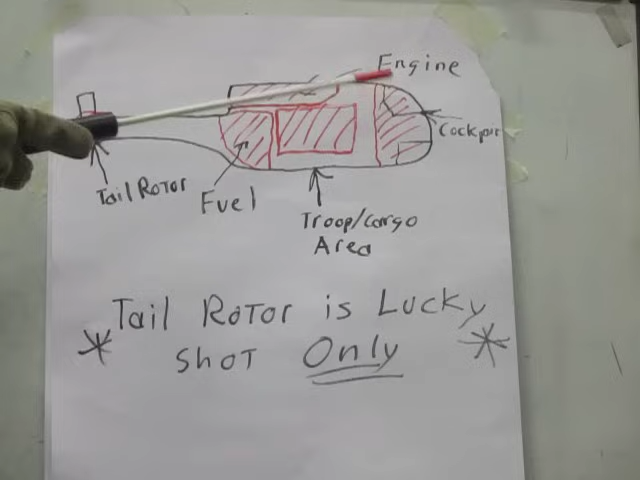 Engine
Cockpit
Tail Rotor
Fuel
Troop/Cargo
Area
Tail Rotor is Lucky
* Shot Only *